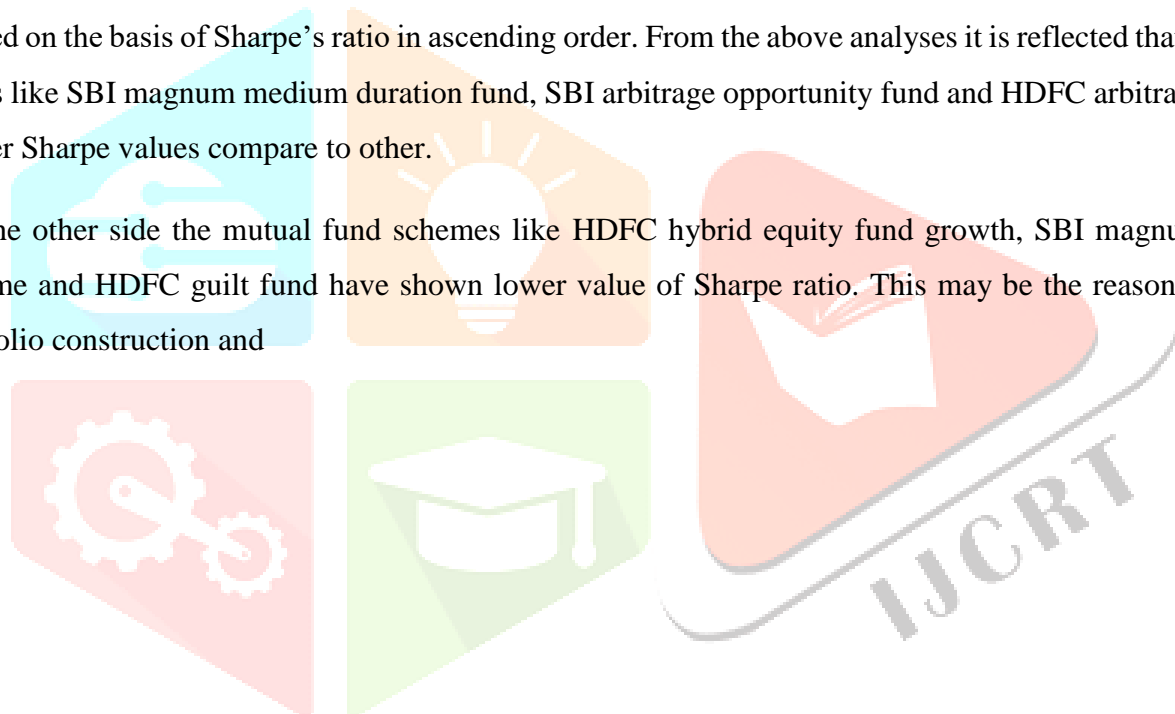 ed on the basis of Sharpe’s ratio in ascending order. From the above analyses it is reflected tha
s like SBI magnum medium duration fund, SBI arbitrage opportunity fund and HDFC arbitra
er Sharpe values compare to other.
he other side the mutual fund schemes like HDFC hybrid equity fund growth, SBI magnu
me and HDFC guilt fund have shown lower value of Sharpe ratio. This may be the reason
olio construction and
IJCRT